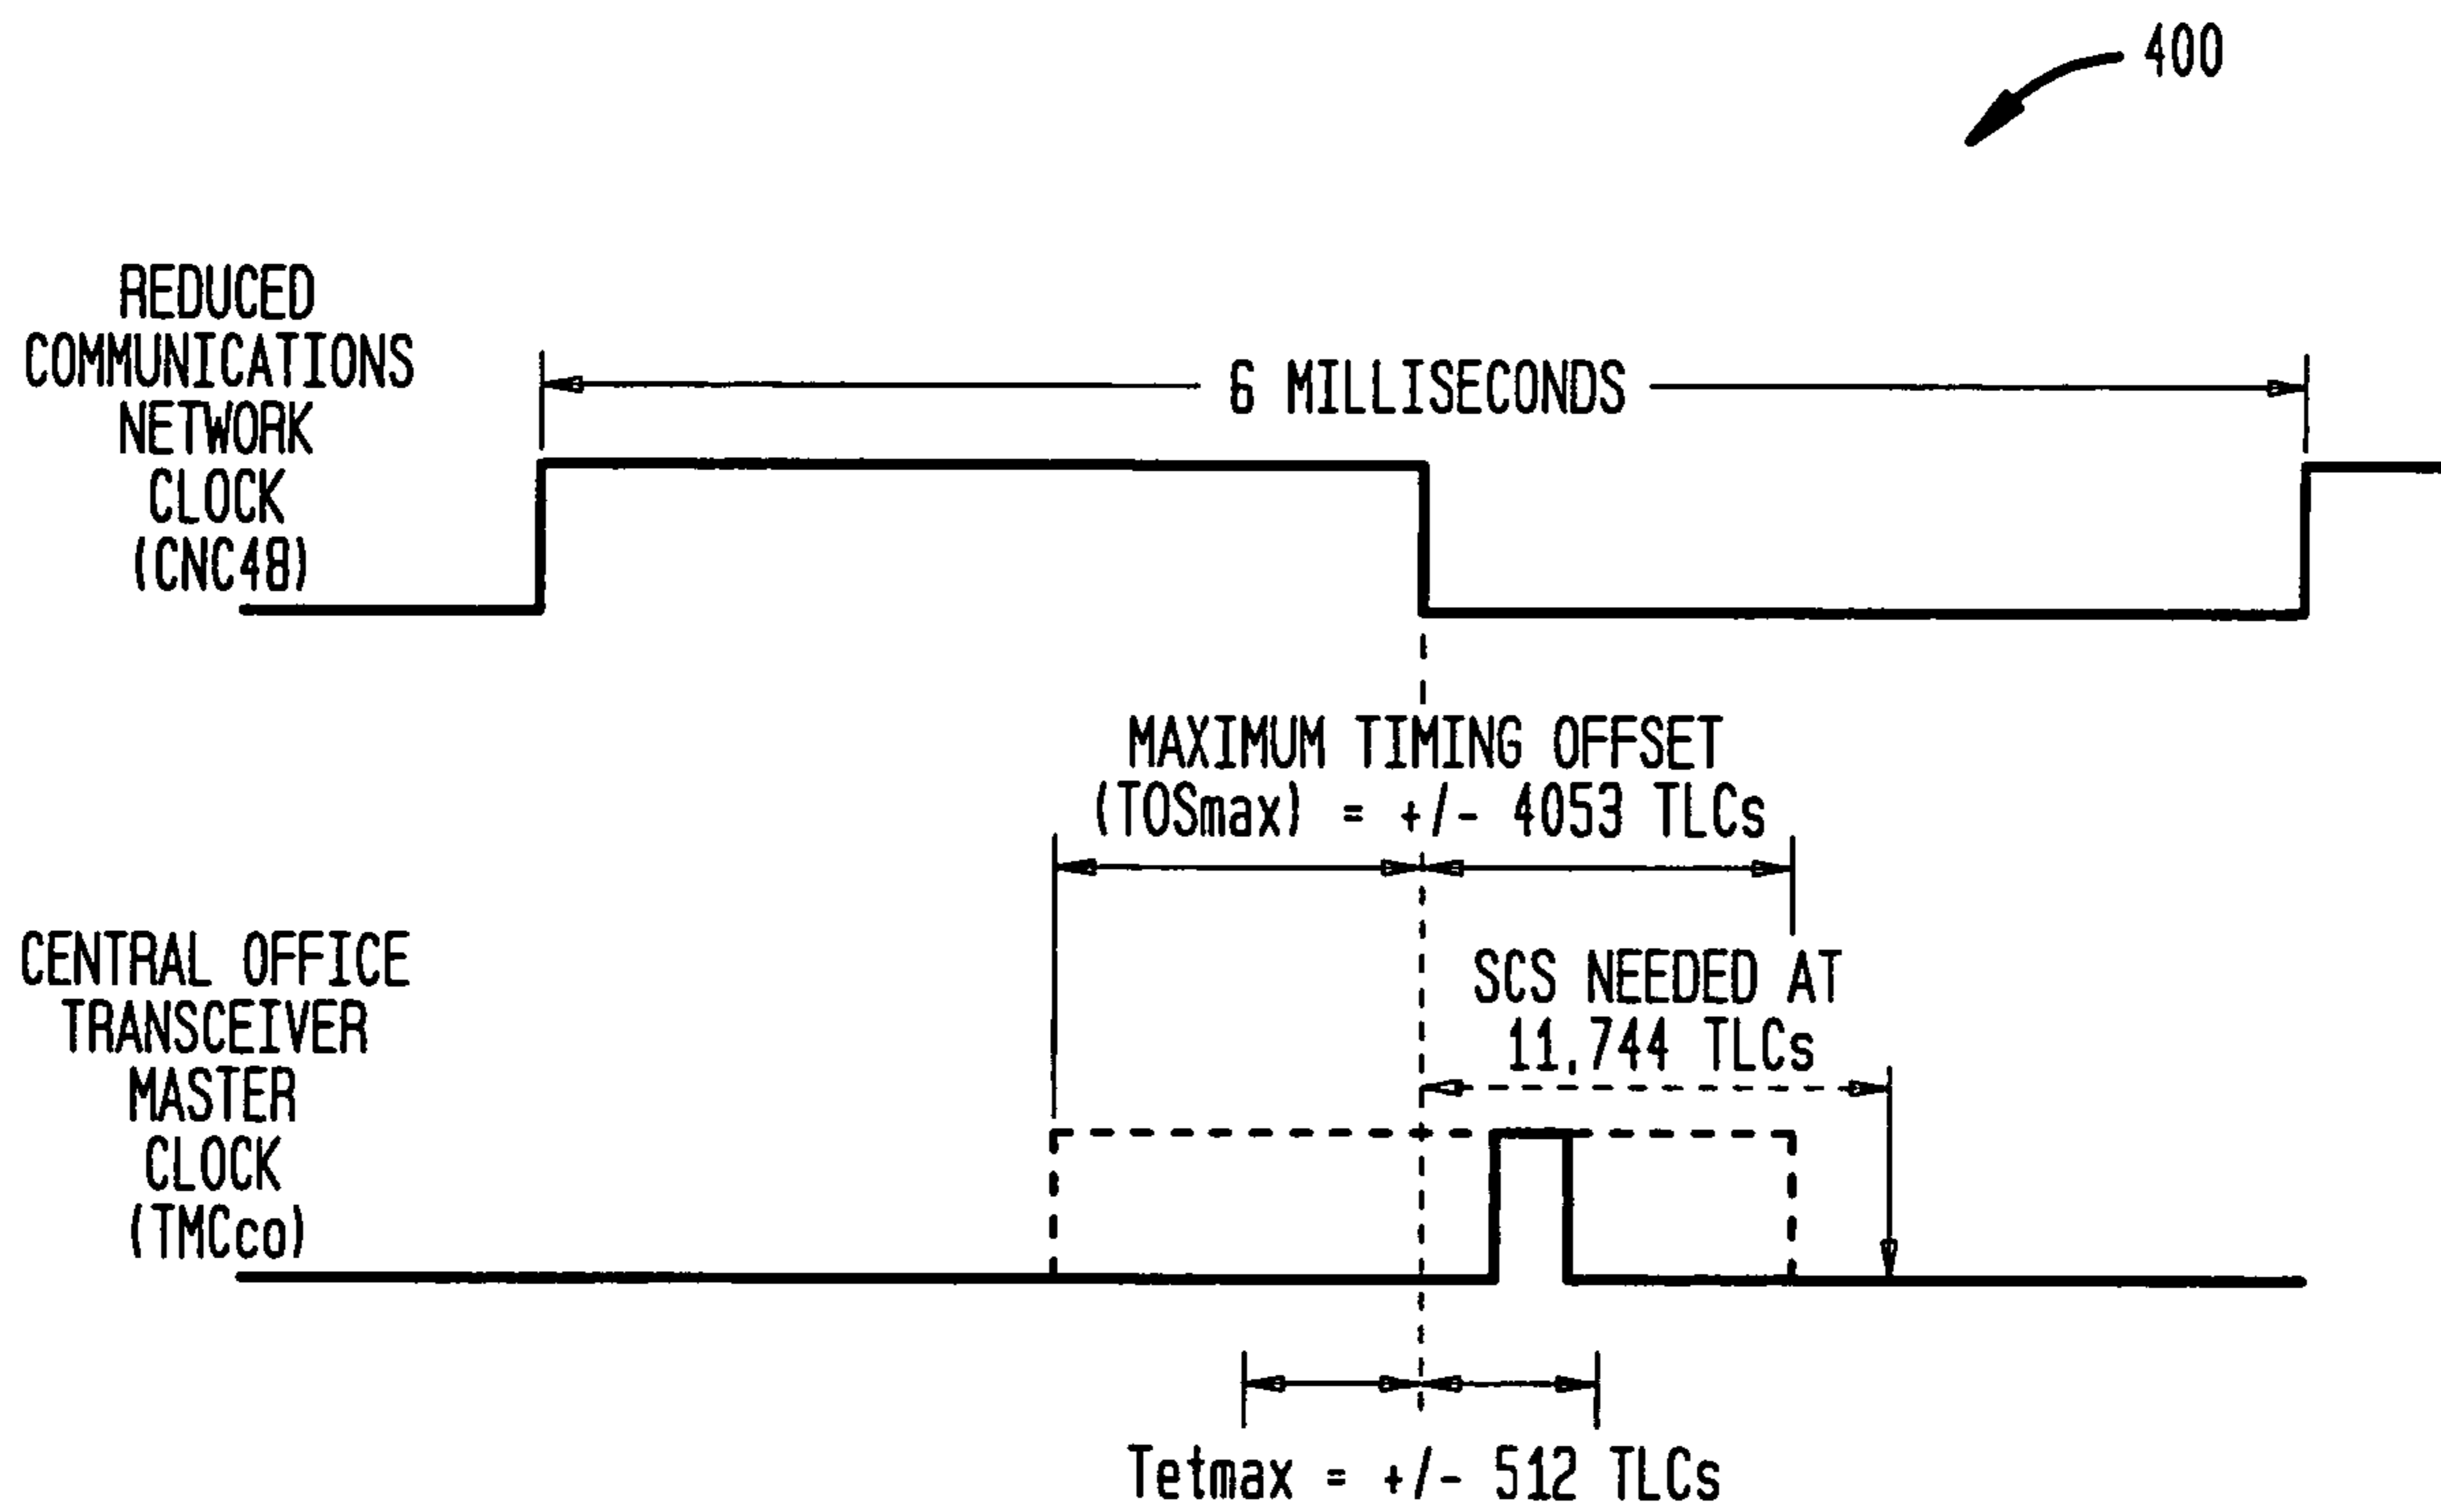 400
REDUCED
COMMUNICATIONS
NETWORK
CLOCK
(CNC48)
6 MILLISECONDS
MAXIMUM TIMING OFFSET
(TOSmax) = +/- 4053 TLCs
CENTRAL OFFICE
TRANSCEIVER
MASTER
CLOCK
(TMCco)
SCS NEEDED AT
11,744 TLCs
Tetmax = +/- 512 TLCs